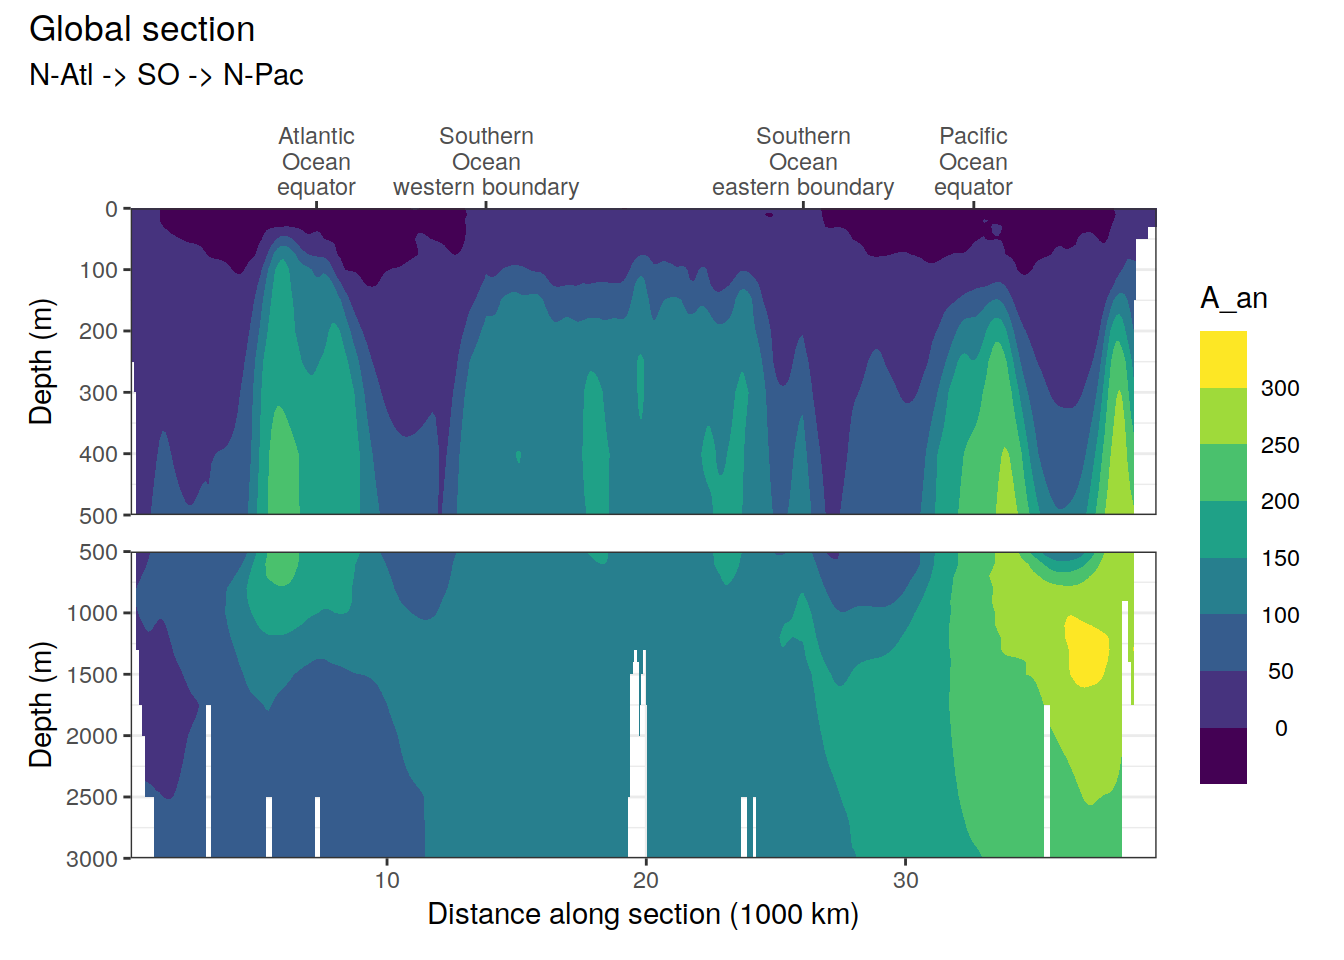 Global section
N-Atl -> SO -> N-Pac
Atlantic
Ocean
equator
Southern
Ocean
western boundary
Southern
Ocean
eastern boundary
Pacific
Ocean
equator
0
100
200
300
400
500
Depth (m)
500
1000
1500
2000
2500
3000
Depth (m)
10
20
30
Distance along section (1000 km)
A_an
300
250
200
150
100
50
0